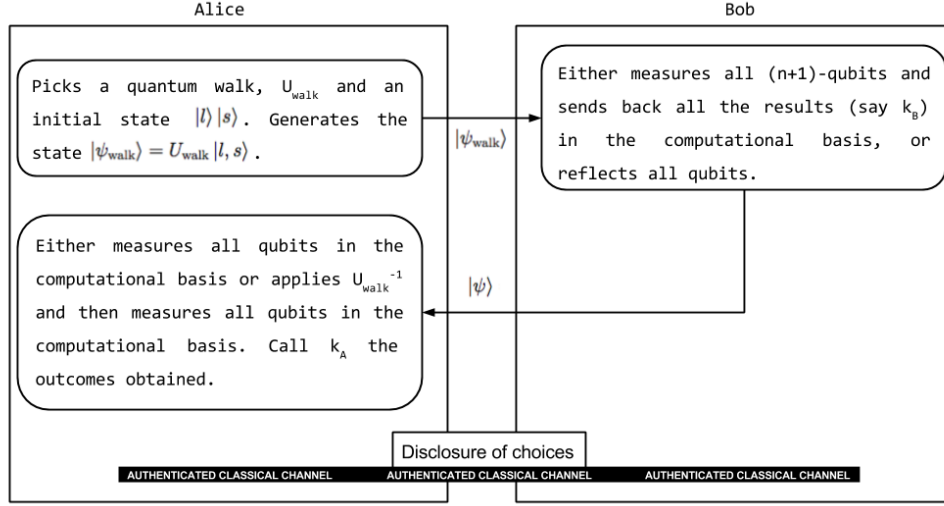 Alice
Bob
Picks a quantum walk, U_walk and an
initial state |l⟩ |s⟩. Generates the
state |ψ_walk⟩ = U_walk |l, s⟩.
|ψ_walk⟩
Either measures all (n+1)-qubits and
sends back all the results (say k_B)
in the computational basis, or
reflects all qubits.
Either measures all qubits in the
computational basis or applies U_walk^-1
and then measures all qubits in the
computational basis. Call k_A the
outcomes obtained.
|ψ⟩
Disclosure of choices
AUTHENTICATED CLASSICAL CHANNEL AUTHENTICATED CLASSICAL CHANNEL AUTHENTICATED CLASSICAL CHANNEL